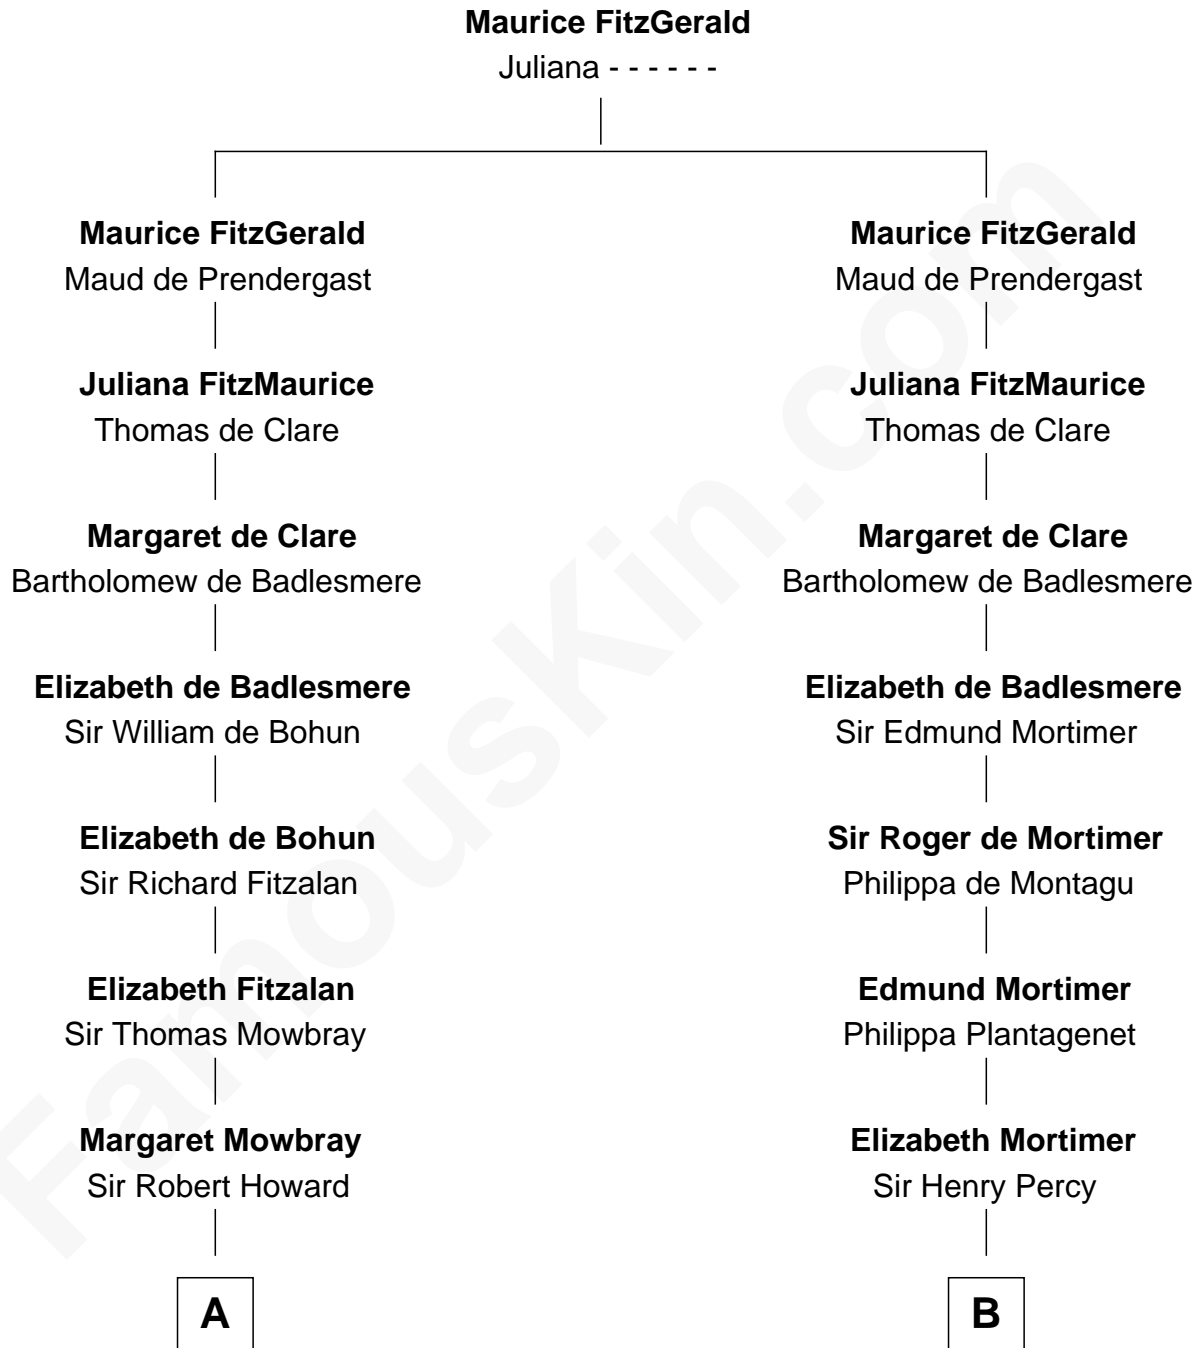 Maurice FitzGerald
Juliana - - - - - -
Maurice FitzGerald
Maud de Prendergast
Juliana FitzMaurice
Thomas de Clare
Margaret de Clare
Bartholomew de Badlesmere
Elizabeth de Badlesmere
Sir William de Bohun
Elizabeth de Bohun
Sir Richard Fitzalan
Elizabeth Fitzalan
Sir Thomas Mowbray
Margaret Mowbray
Sir Robert Howard
A
Maurice FitzGerald
Maud de Prendergast
Juliana FitzMaurice
Thomas de Clare
Margaret de Clare
Bartholomew de Badlesmere
Elizabeth de Badlesmere
Sir Edmund Mortimer
Sir Roger de Mortimer
Philippa de Montagu
Edmund Mortimer
Philippa Plantagenet
Elizabeth Mortimer
Sir Henry Percy
B
FamousKin.com